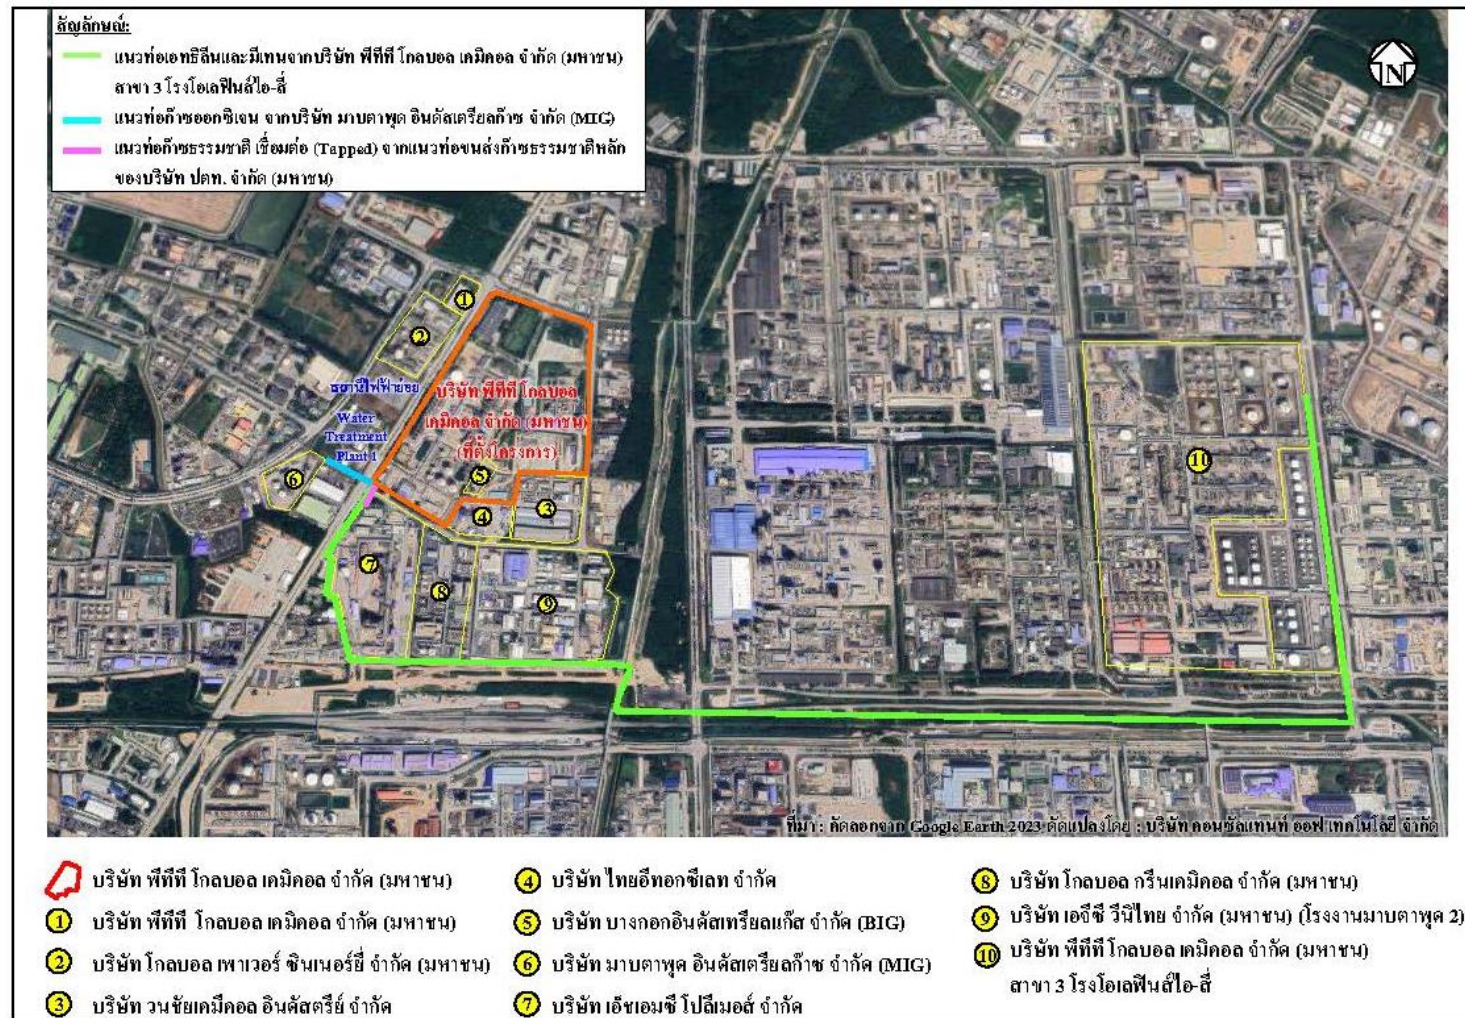 สัญลักษณ์:
แนวท่อเอทธิลีนและมีเทนจากบริษัท พีทีที โกลบอล เคมิคอล จำกัด (มหาชน)
สาขา 3 โรงโอเลฟินส์ไอ-สี่
แนวท่อก๊าซออกซิเจน จากบริษัท มาบตาพุด อินดัสเตรียลก๊าซ จำกัด (MIG)
แนวท่อก๊าซธรรมชาติ เชื่อมต่อ (Tapped) จากแนวท่อขนส่งก๊าซธรรมชาติหลัก
ของบริษัท ปตท. จำกัด (มหาชน)
N
1
2
สถานีไฟฟ้าย่อย
Water
Treatment
Plant 1
บริษัท พีทีที โกลบอล
เคมิคอล จำกัด (มหาชน)
(ที่ตั้งโครงการ)
5
6
4
3
7
8
9
11
ที่มา : คัดลอกจาก Google Earth 2023 ดัดแปลงโดย : บริษัท คอนซัลแทนท์ ออฟ เทคโนโลยี จำกัด
บริษัท พีทีที โกลบอล เคมิคอล จำกัด (มหาชน)
1 บริษัท พีทีที โกลบอล เคมิคอล จำกัด (มหาชน)
2 บริษัท โกลบอล เพาเวอร์ ซินเนอร์ยี่ จำกัด (มหาชน)
3 บริษัท วนชัยเคมีคอล อินดัสตรีย์ จำกัด
4 บริษัท ไทยอีทอกซีเลท จำกัด
5 บริษัท บางกอกอินดัสเทรียลแก๊ส จำกัด (BIG)
6 บริษัท มาบตาพุด อินดัสเตรียลก๊าซ จำกัด (MIG)
7 บริษัท เอ็ชเอมซี โปลีเมอส์ จำกัด
8 บริษัท โกลบอล กรีนเคมิคอล จำกัด (มหาชน)
9 บริษัท เอจีซี วีนิไทย จำกัด (มหาชน) (โรงงานมาบตาพุด 2)
10 บริษัท พีทีที โกลบอล เคมิคอล จำกัด (มหาชน)
สาขา 3 โรงโอเลฟินส์ไอ-สี่